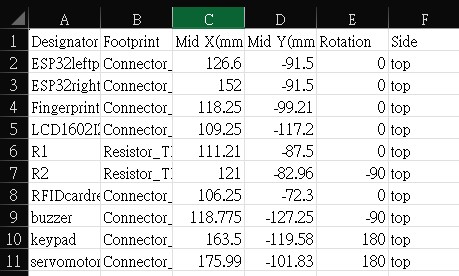 A B C D E F
1 Designator Footprint Mid X(mm Mid Y(mm Rotation Side
2 ESP32leftp Connector_ 126.6 -91.5 0 top
3 ESP32right Connector_ 152 -91.5 0 top
4 Fingerprint Connector_ 118.25 -99.21 0 top
5 LCD1602I2 Connector_ 109.25 -117.2 0 top
6 R1 Resistor_TH 111.21 -87.5 0 top
7 R2 Resistor_TH 121 -82.96 -90 top
8 RFIDcardre Connector_ 106.25 -72.3 0 top
9 buzzer Connector_ 118.775 -127.25 -90 top
10 keypad Connector_ 163.5 -119.58 180 top
11 servomotor Connector_ 175.99 -101.83 180 top